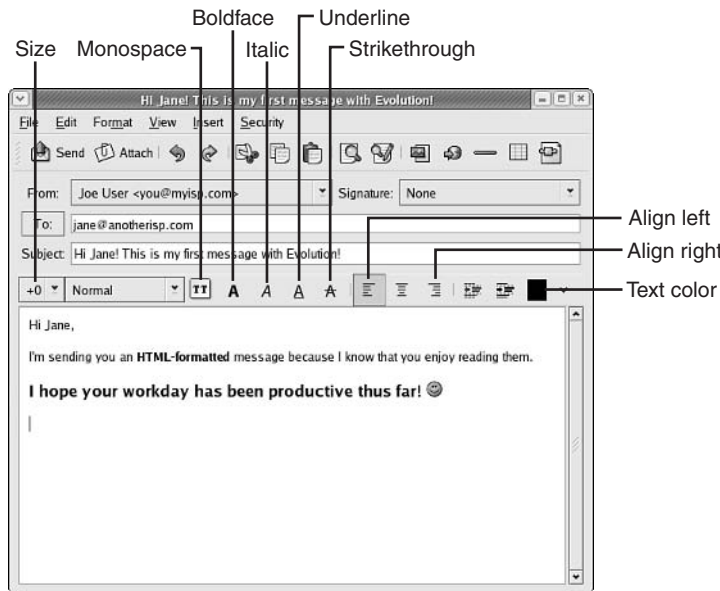 Boldface
Underline
Size
Monospace
Italic
Strikethrough
Hi Jane! This is my first message with Evolution!
File Edit Format View Insert Security
Send Attach
From: Joe User <you@myisp.com> Signature: None
To: jane@anotherisp.com
Align left
Subject: Hi Jane! This is my first message with Evolution!
Align right
+0 Normal TT A A A A
Text color
Hi Jane,
I'm sending you an HTML-formatted message because I know that you enjoy reading them.
I hope your workday has been productive thus far!